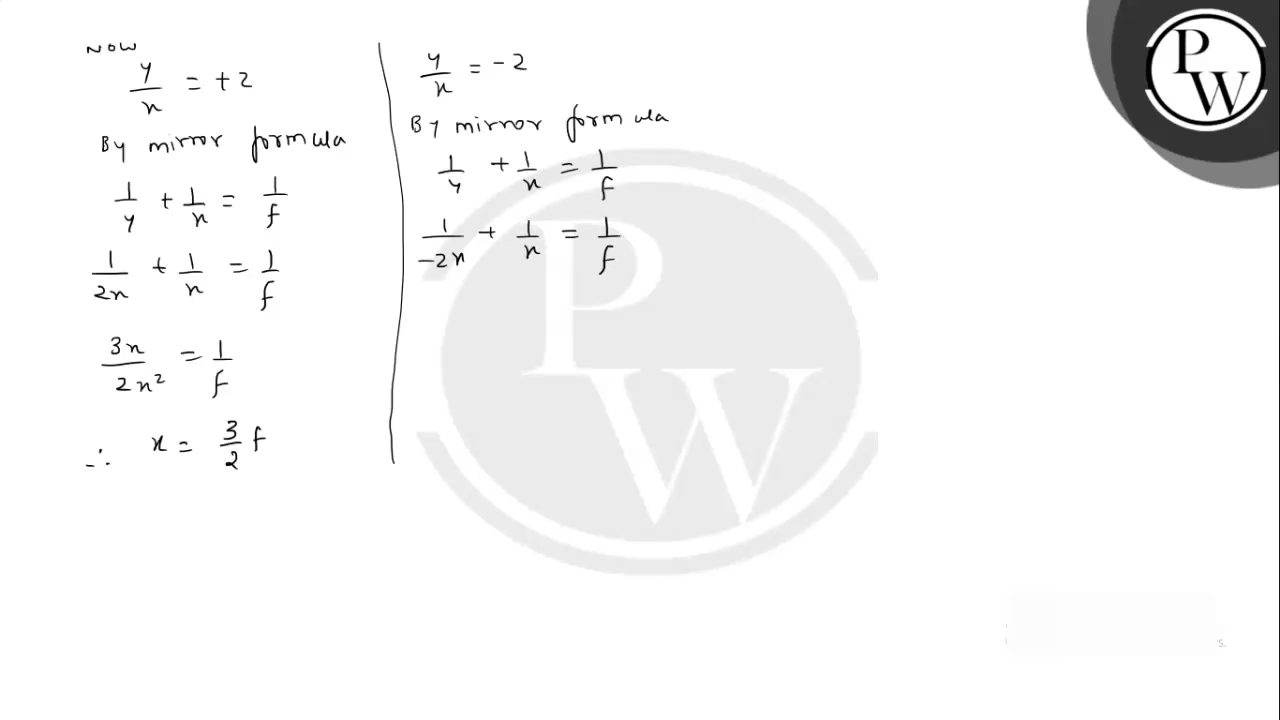 NOW
y/x = +2
By mirror formula
1/y + 1/x = 1/f
1/2x + 1/x = 1/f
3x/2x² = 1/f
∴ x = 3/2 f
y/x = -2
By mirror formula
1/y + 1/x = 1/f
1/-2x + 1/x = 1/f
PW
PW
s.